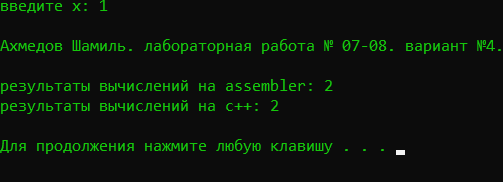 введите x: 1
Ахмедов Шамиль. лабораторная работа № 07-08. вариант №4.
результаты вычислений на assembler: 2
результаты вычислений на c++: 2
Для продолжения нажмите любую клавишу . . .